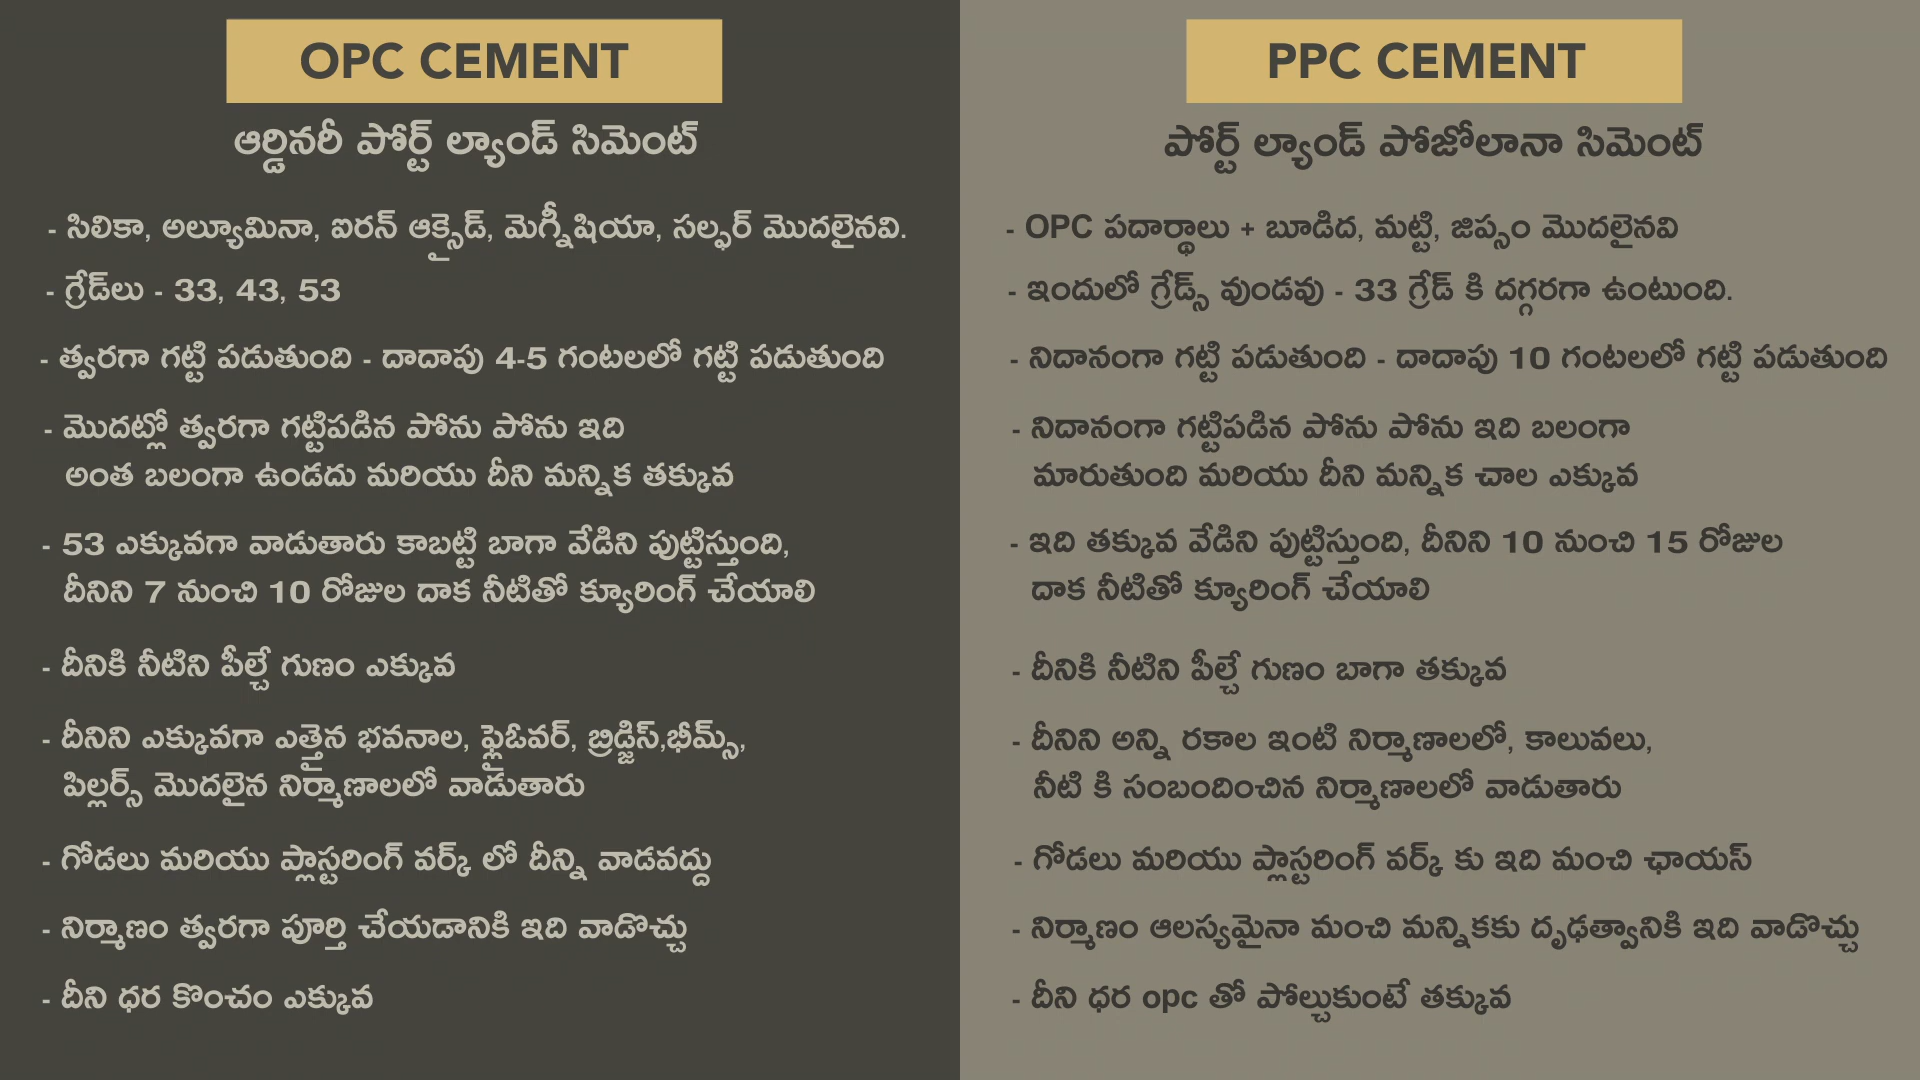 OPC CEMENT
ఆర్డినరీ పోర్ట్ ల్యాండ్ సిమెంట్
- సిలికా, అల్యూమినా, ఐరన్ ఆక్సైడ్, మెగ్నీషియా, సల్ఫర్ మొదలైనవి.
- గ్రేడ్‌లు - 33, 43, 53
- త్వరగా గట్టి పడుతుంది - దాదాపు 4-5 గంటలలో గట్టి పడుతుంది
- మొదట్లో త్వరగా గట్టిపడిన పోను పోను ఇది
అంత బలంగా ఉండదు మరియు దీని మన్నిక తక్కువ
- 53 ఎక్కువగా వాడుతారు కాబట్టి బాగా వేడిని పుట్టిస్తుంది,
దీనిని 7 నుంచి 10 రోజుల దాక నీటితో క్యూరింగ్ చేయాలి
- దీనికి నీటిని పీల్చే గుణం ఎక్కువ
- దీనిని ఎక్కువగా ఎత్తైన భవనాల, ఫ్లైఓవర్, బ్రిడ్జిస్,భీమ్స్,
పిల్లర్స్ మొదలైన నిర్మాణాలలో వాడుతారు
- గోడలు మరియు ప్లాస్టరింగ్ వర్క్ లో దీన్ని వాడవద్దు
- నిర్మాణం త్వరగా పూర్తి చేయడానికి ఇది వాడొచ్చు
- దీని ధర కొంచం ఎక్కువ
PPC CEMENT
పోర్ట్ ల్యాండ్ పోజోలానా సిమెంట్
- OPC పదార్థాలు + బూడిద, మట్టి, జిప్సం మొదలైనవి
- ఇందులో గ్రేడ్స్ వుండవు - 33 గ్రేడ్ కి దగ్గరగా ఉంటుంది.
- నిదానంగా గట్టి పడుతుంది - దాదాపు 10 గంటలలో గట్టి పడుతుంది
- నిదానంగా గట్టిపడిన పోను పోను ఇది బలంగా
మారుతుంది మరియు దీని మన్నిక చాల ఎక్కువ
- ఇది తక్కువ వేడిని పుట్టిస్తుంది, దీనిని 10 నుంచి 15 రోజుల
దాక నీటితో క్యూరింగ్ చేయాలి
- దీనికి నీటిని పీల్చే గుణం బాగా తక్కువ
- దీనిని అన్ని రకాల ఇంటి నిర్మాణాలలో, కాలువలు,
నీటి కి సంబందించిన నిర్మాణాలలో వాడుతారు
- గోడలు మరియు ప్లాస్టరింగ్ వర్క్ కు ఇది మంచి ఛాయస్
- నిర్మాణం ఆలస్యమైనా మంచి మన్నికకు దృఢత్వానికి ఇది వాడొచ్చు
- దీని ధర opc తో పోల్చుకుంటే తక్కువ